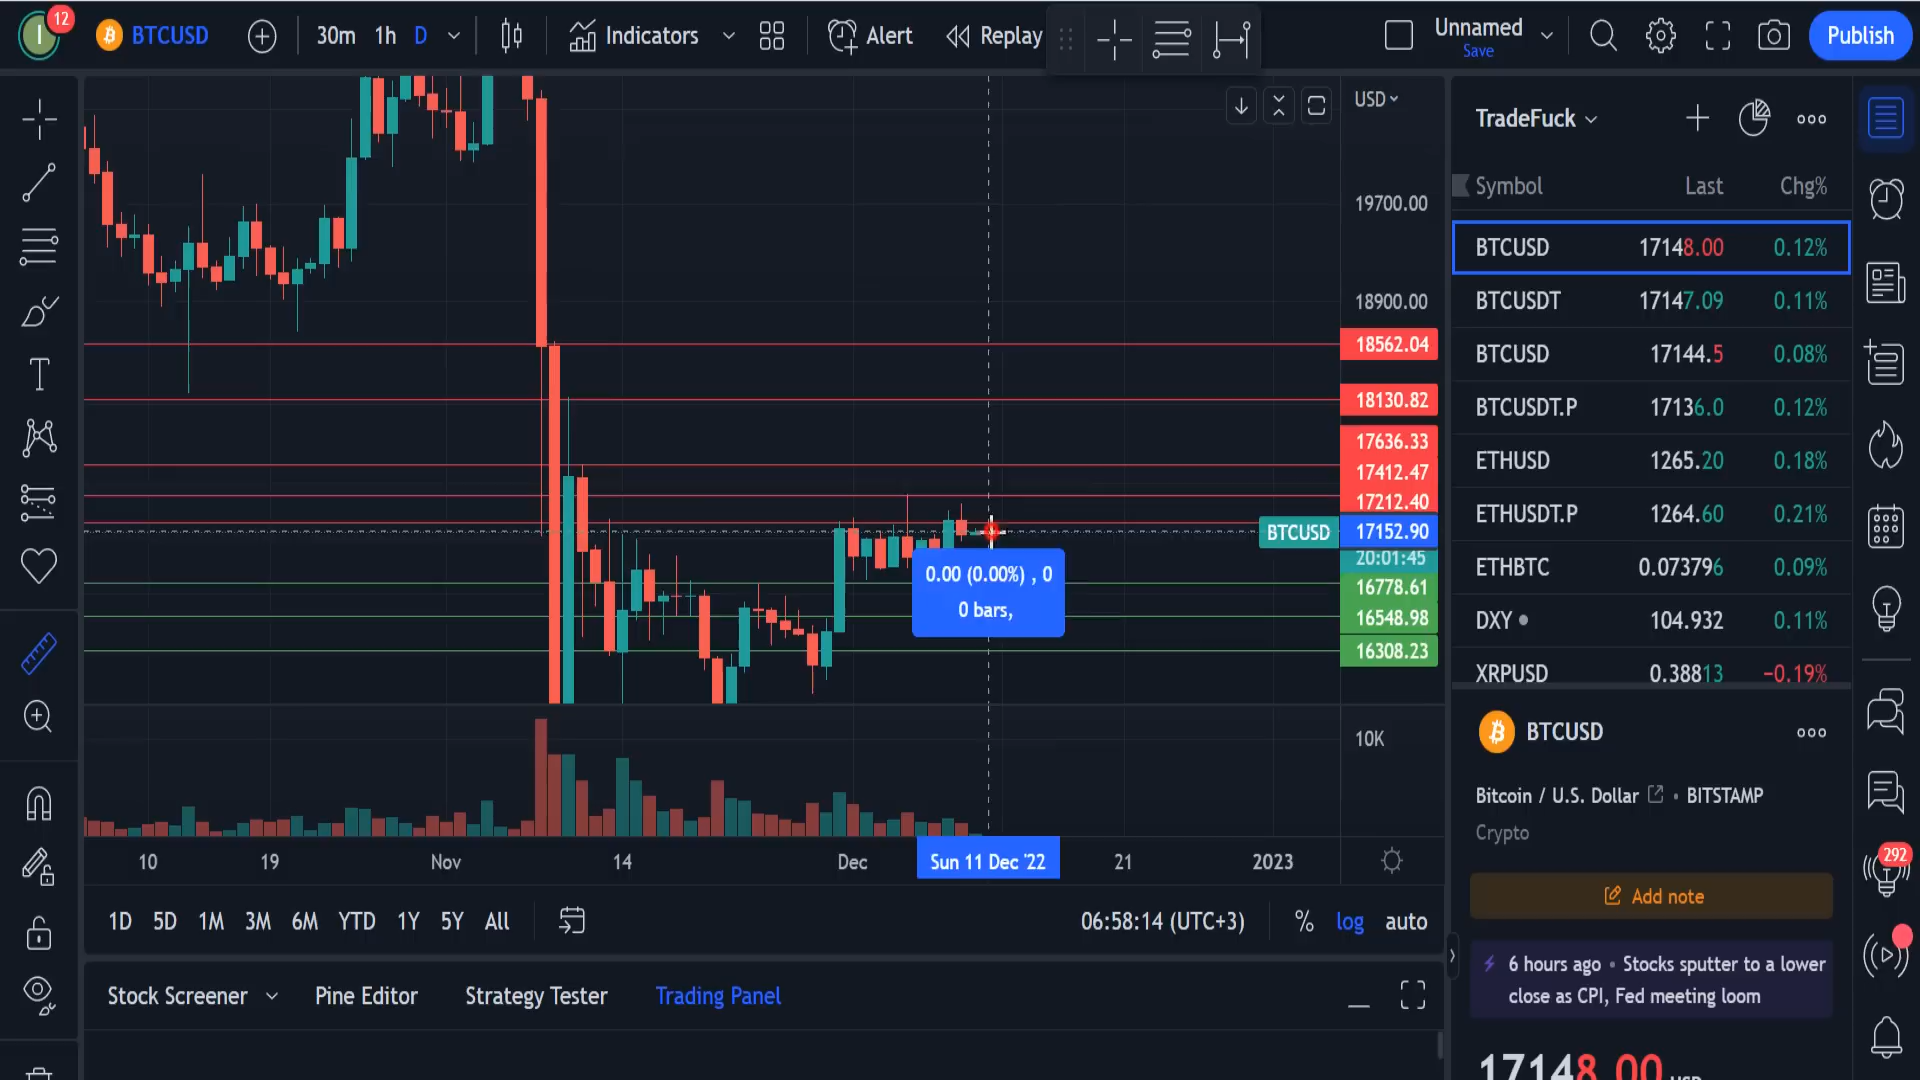 I 12 BTCUSD 30m 1h D Indicators Alert Replay Unnamed Publish
Save
USD
19700.00
18900.00
18562.04
18130.82
17636.33
17412.47
17212.40
BTCUSD 17152.90
20:01:45
16778.61
16548.98
16308.23
0.00 (0.00%) , 0
0 bars,
10K
10 19 Nov 14 Dec Sun 11 Dec '22 21 2023
1D 5D 1M 3M 6M YTD 1Y 5Y All 06:58:14 (UTC+3) % log auto
Stock Screener Pine Editor Strategy Tester Trading Panel
TradeFuck
Symbol Last Chg%
BTCUSD 17148.00 0.12%
BTCUSDT 17147.09 0.11%
BTCUSD 17144.5 0.08%
BTCUSDT.P 17136.0 0.12%
ETHUSD 1265.20 0.18%
ETHUSDT.P 1264.60 0.21%
ETHBTC 0.073796 0.09%
DXY 104.932 0.11%
XRPUSD 0.38813 −0.19%
BTCUSD
Bitcoin / U.S. Dollar • BITSTAMP
Crypto
Add note
6 hours ago • Stocks sputter to a lower
close as CPI, Fed meeting loom
17148.00 USD
292